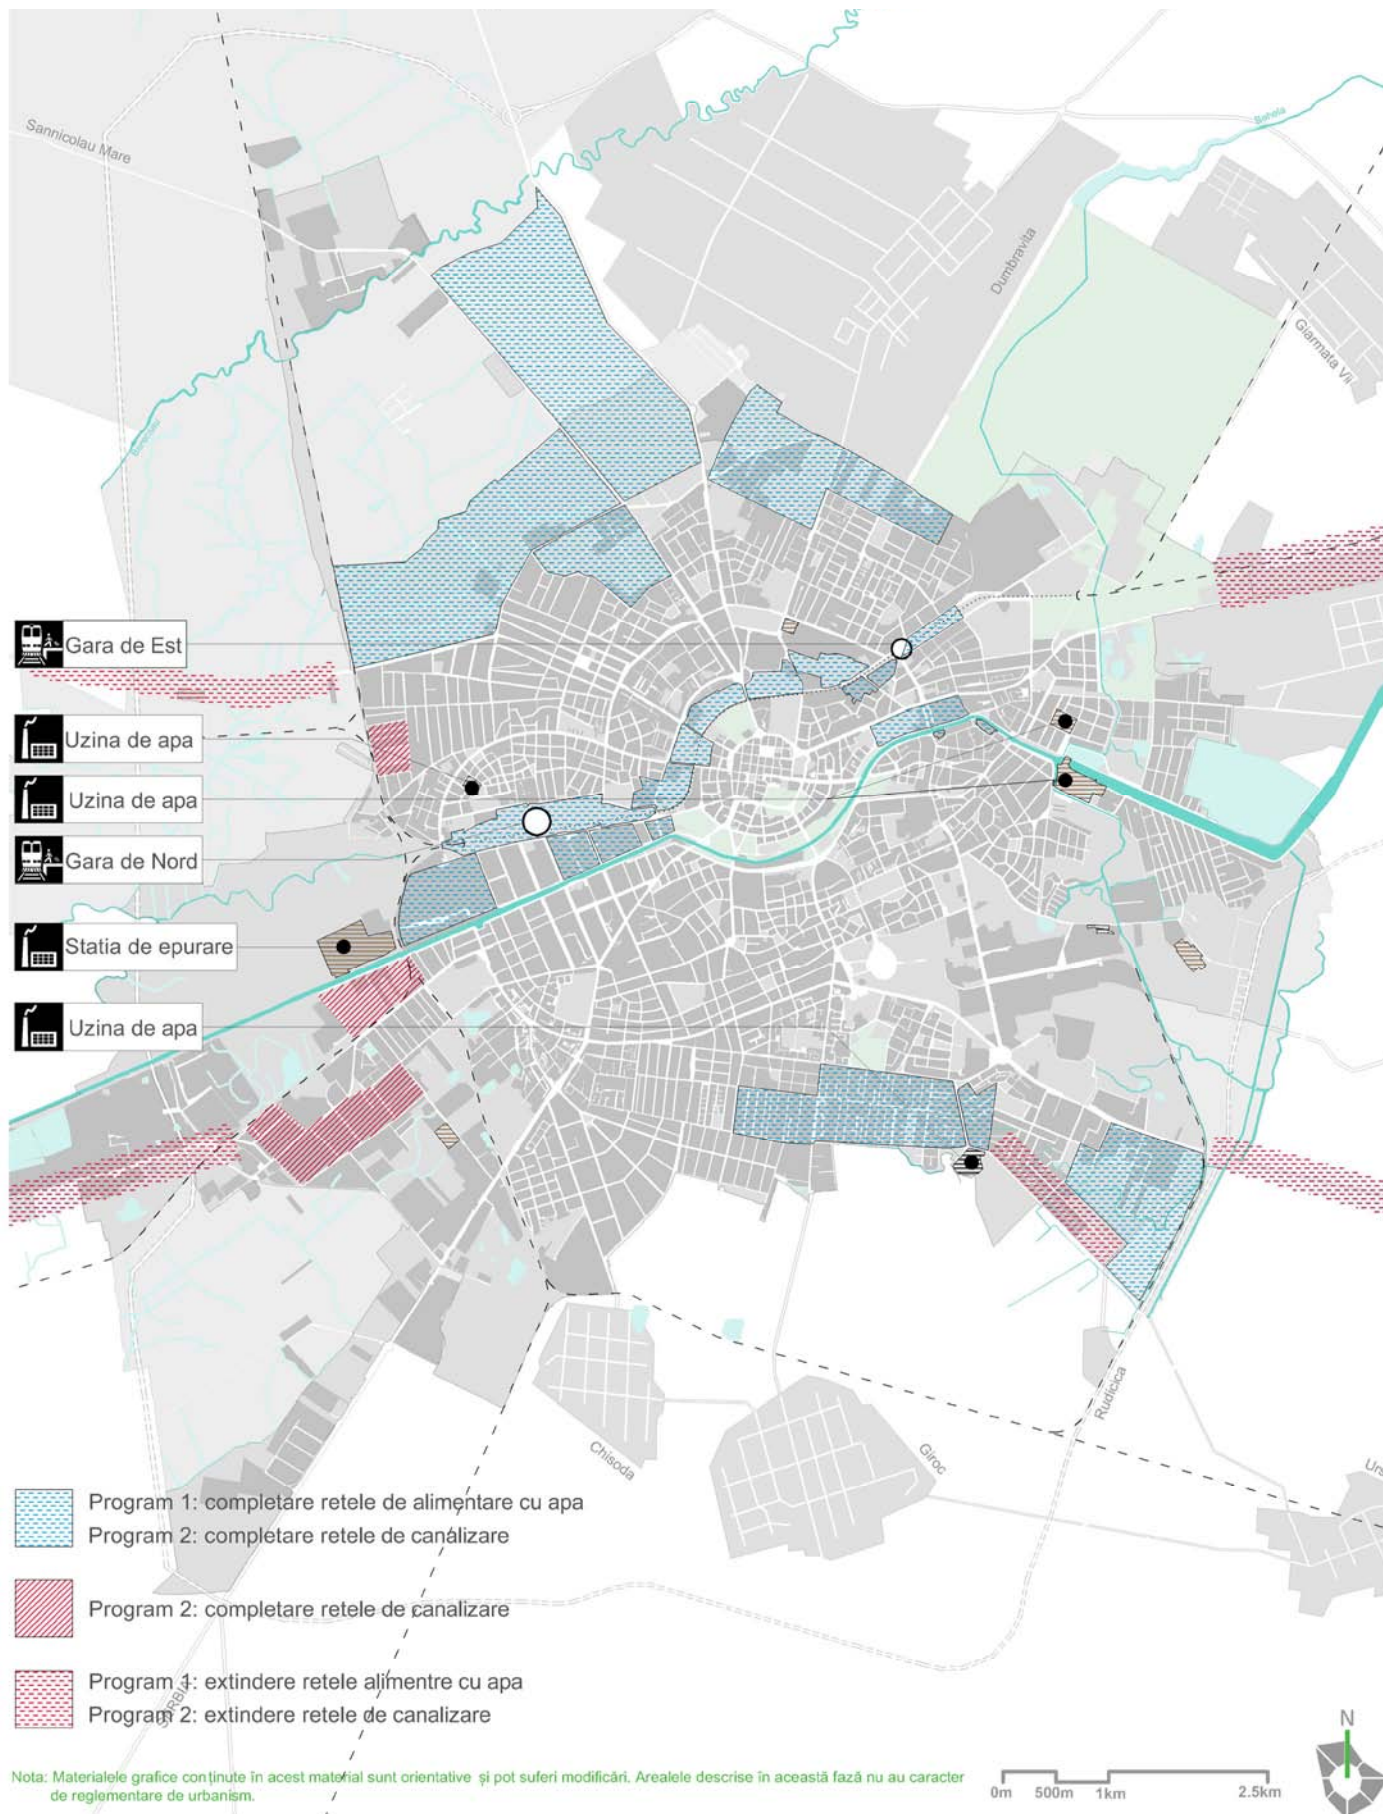 Sannicolau Mare
Behela
Dumbravita
Giarmata Vii
Gara de Est
Uzina de apa
Uzina de apa
Gara de Nord
Statia de epurare
Uzina de apa
Rudicica
Chisoda
Giroc
Urs
Program 1: completare retele de alimentare cu apa
Program 2: completare retele de canalizare
Program 2: completare retele de canalizare
Program 1: extindere retele alimentre cu apa
Program 2: extindere retele de canalizare
SERBIA
N
Nota: Materialele grafice conținute în acest material sunt orientative și pot suferi modificări. Arealele descrise în această fază nu au caracter
de reglementare de urbanism.
0m 500m 1km 2.5km